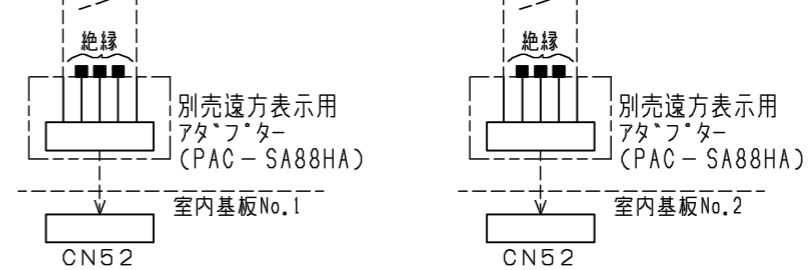 絶縁
別売遠方表示用
アダプター
(PAC-SA88HA)
室内基板No.1
CN52
絶縁
別売遠方表示用
アダプター
(PAC-SA88HA)
室内基板No.2
CN52